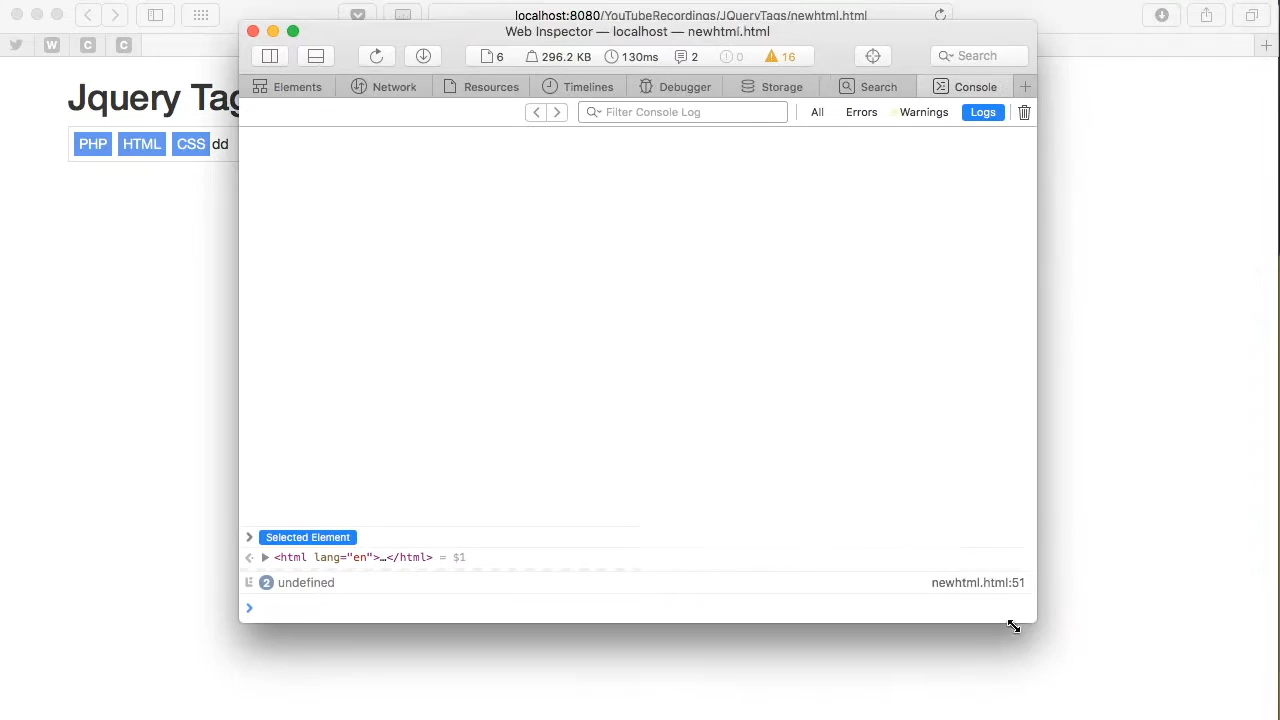 localhost:8080/YouTubeRecordings/JQueryTags/newhtml.html
Web Inspector — localhost — newhtml.html
6 296.2 KB 130ms 2 0 16 Search
W C C
Elements Network Resources Timelines Debugger Storage Search Console
Jquery
Filter Console Log All Errors Warnings Logs
PHP HTML CSS dd
Selected Element
<html lang="en">…</html> = $1
2 undefined newhtml.html:51